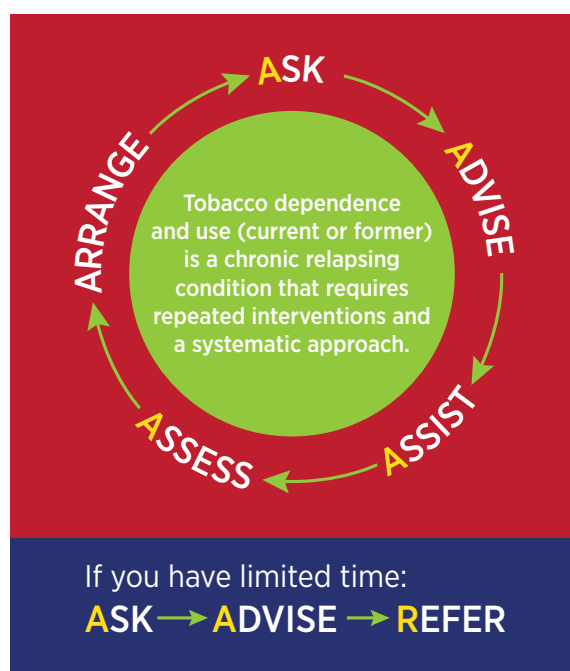 ASK
ADVISE
ASSIST
ASSESS
ARRANGE
Tobacco dependence
and use (current or former)
is a chronic relapsing
condition that requires
repeated interventions and
a systematic approach.
If you have limited time:
ASK ADVISE REFER